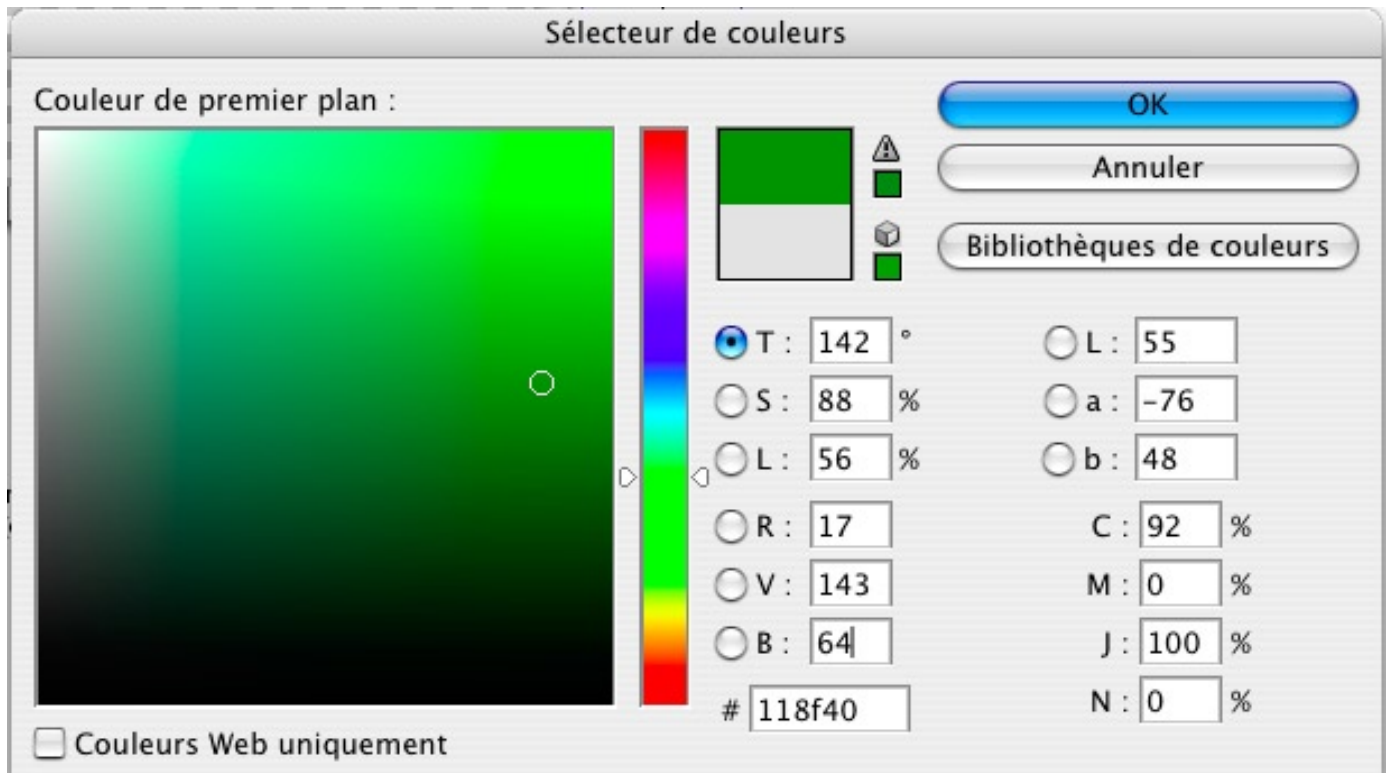 Sélecteur de couleurs
Couleur de premier plan :
OK
Annuler
Bibliothèques de couleurs
T : 142 °
S : 88 %
L : 56 %
R : 17
V : 143
B : 64
# 118f40
L : 55
a : -76
b : 48
C : 92 %
M : 0 %
J : 100 %
N : 0 %
Couleurs Web uniquement